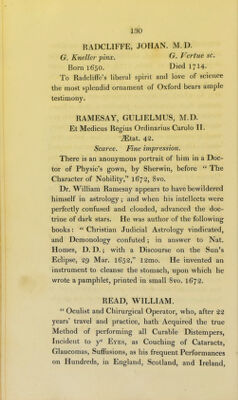 130
RADCLIFFE, JOHAN. M. D.
G. Kneller pinx. G. Vertue sc.
Born 1650. Died 1714.
To Radcliffe's liberal spirit and love of science
the most splendid ornament of Oxford bears ample
testimony.
RAMESAY, GULIELMUS, M. D.
Et Medicus Regius Ordinarius Carolo II.
Ætat. 42.
Scarce. Fine impression.
There is an anonymous portrait of him in a Doc-
tor of Physic's gown, by Sherwin, before “ The
Character of Nobility,” 1672, 8vo.
Dr. William Ramesay appears to have bewildered
himself in astrology ; and when his intellects were
perfectly confused and clouded, advanced the doc-
trine of dark stars. He was author of the following
books: “ Christian Judicial Astrology vindicated,
and Demonology confuted ; in answer to Nat.
Homes, D. D. ; with a Discourse on the Sun's
Eclipse, 29 Mar. 1652,” 12mo. He invented an
instrument to cleanse the stomach, upon which he
wrote a pamphlet, printed in small 8vo. 1672.
READ, WILLIAM.
“ Oculist and Chirurgical Operator, who, after 22
years' travel and practice, hath Acquired the true
Method of performing all Curable Distempers,
Incident to yᵉ Eyes, as Couching of Cataracts,
Glaucomas, Suffusions, as his frequent Performances
on Hundreds, in England, Scotland, and Ireland,